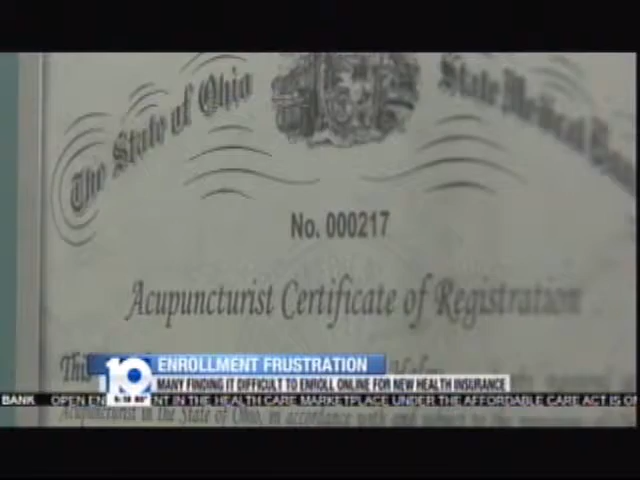 The State of Ohio
State Medical
No. 000217
Acupuncturist Certificate of Registration
This
10 ENROLLMENT FRUSTRATION
MANY FINDING IT DIFFICULT TO ENROLL ONLINE FOR NEW HEALTH INSURANCE
BANK OPEN EN NT IN THE HEALTH CARE MARKETPLACE UNDER THE AFFORDABLE CARE ACT IS O
Acupuncturist in the State of Ohio, in accordance with and subject to the